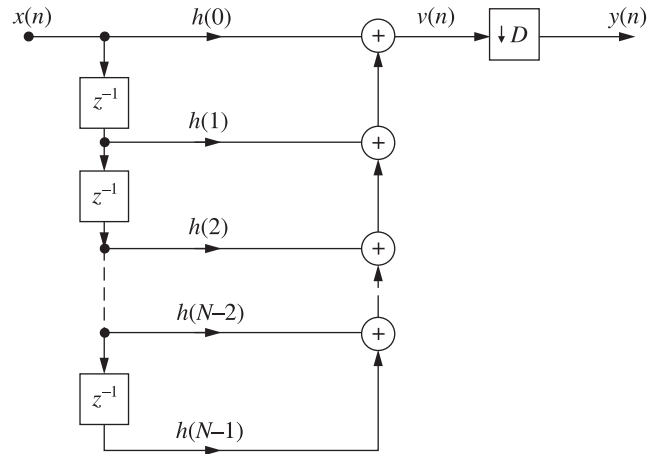 x(n) h(0) + v(n) ↓D y(n)
z⁻¹
h(1) +
z⁻¹
h(2) +
h(N–2) +
z⁻¹
h(N–1)